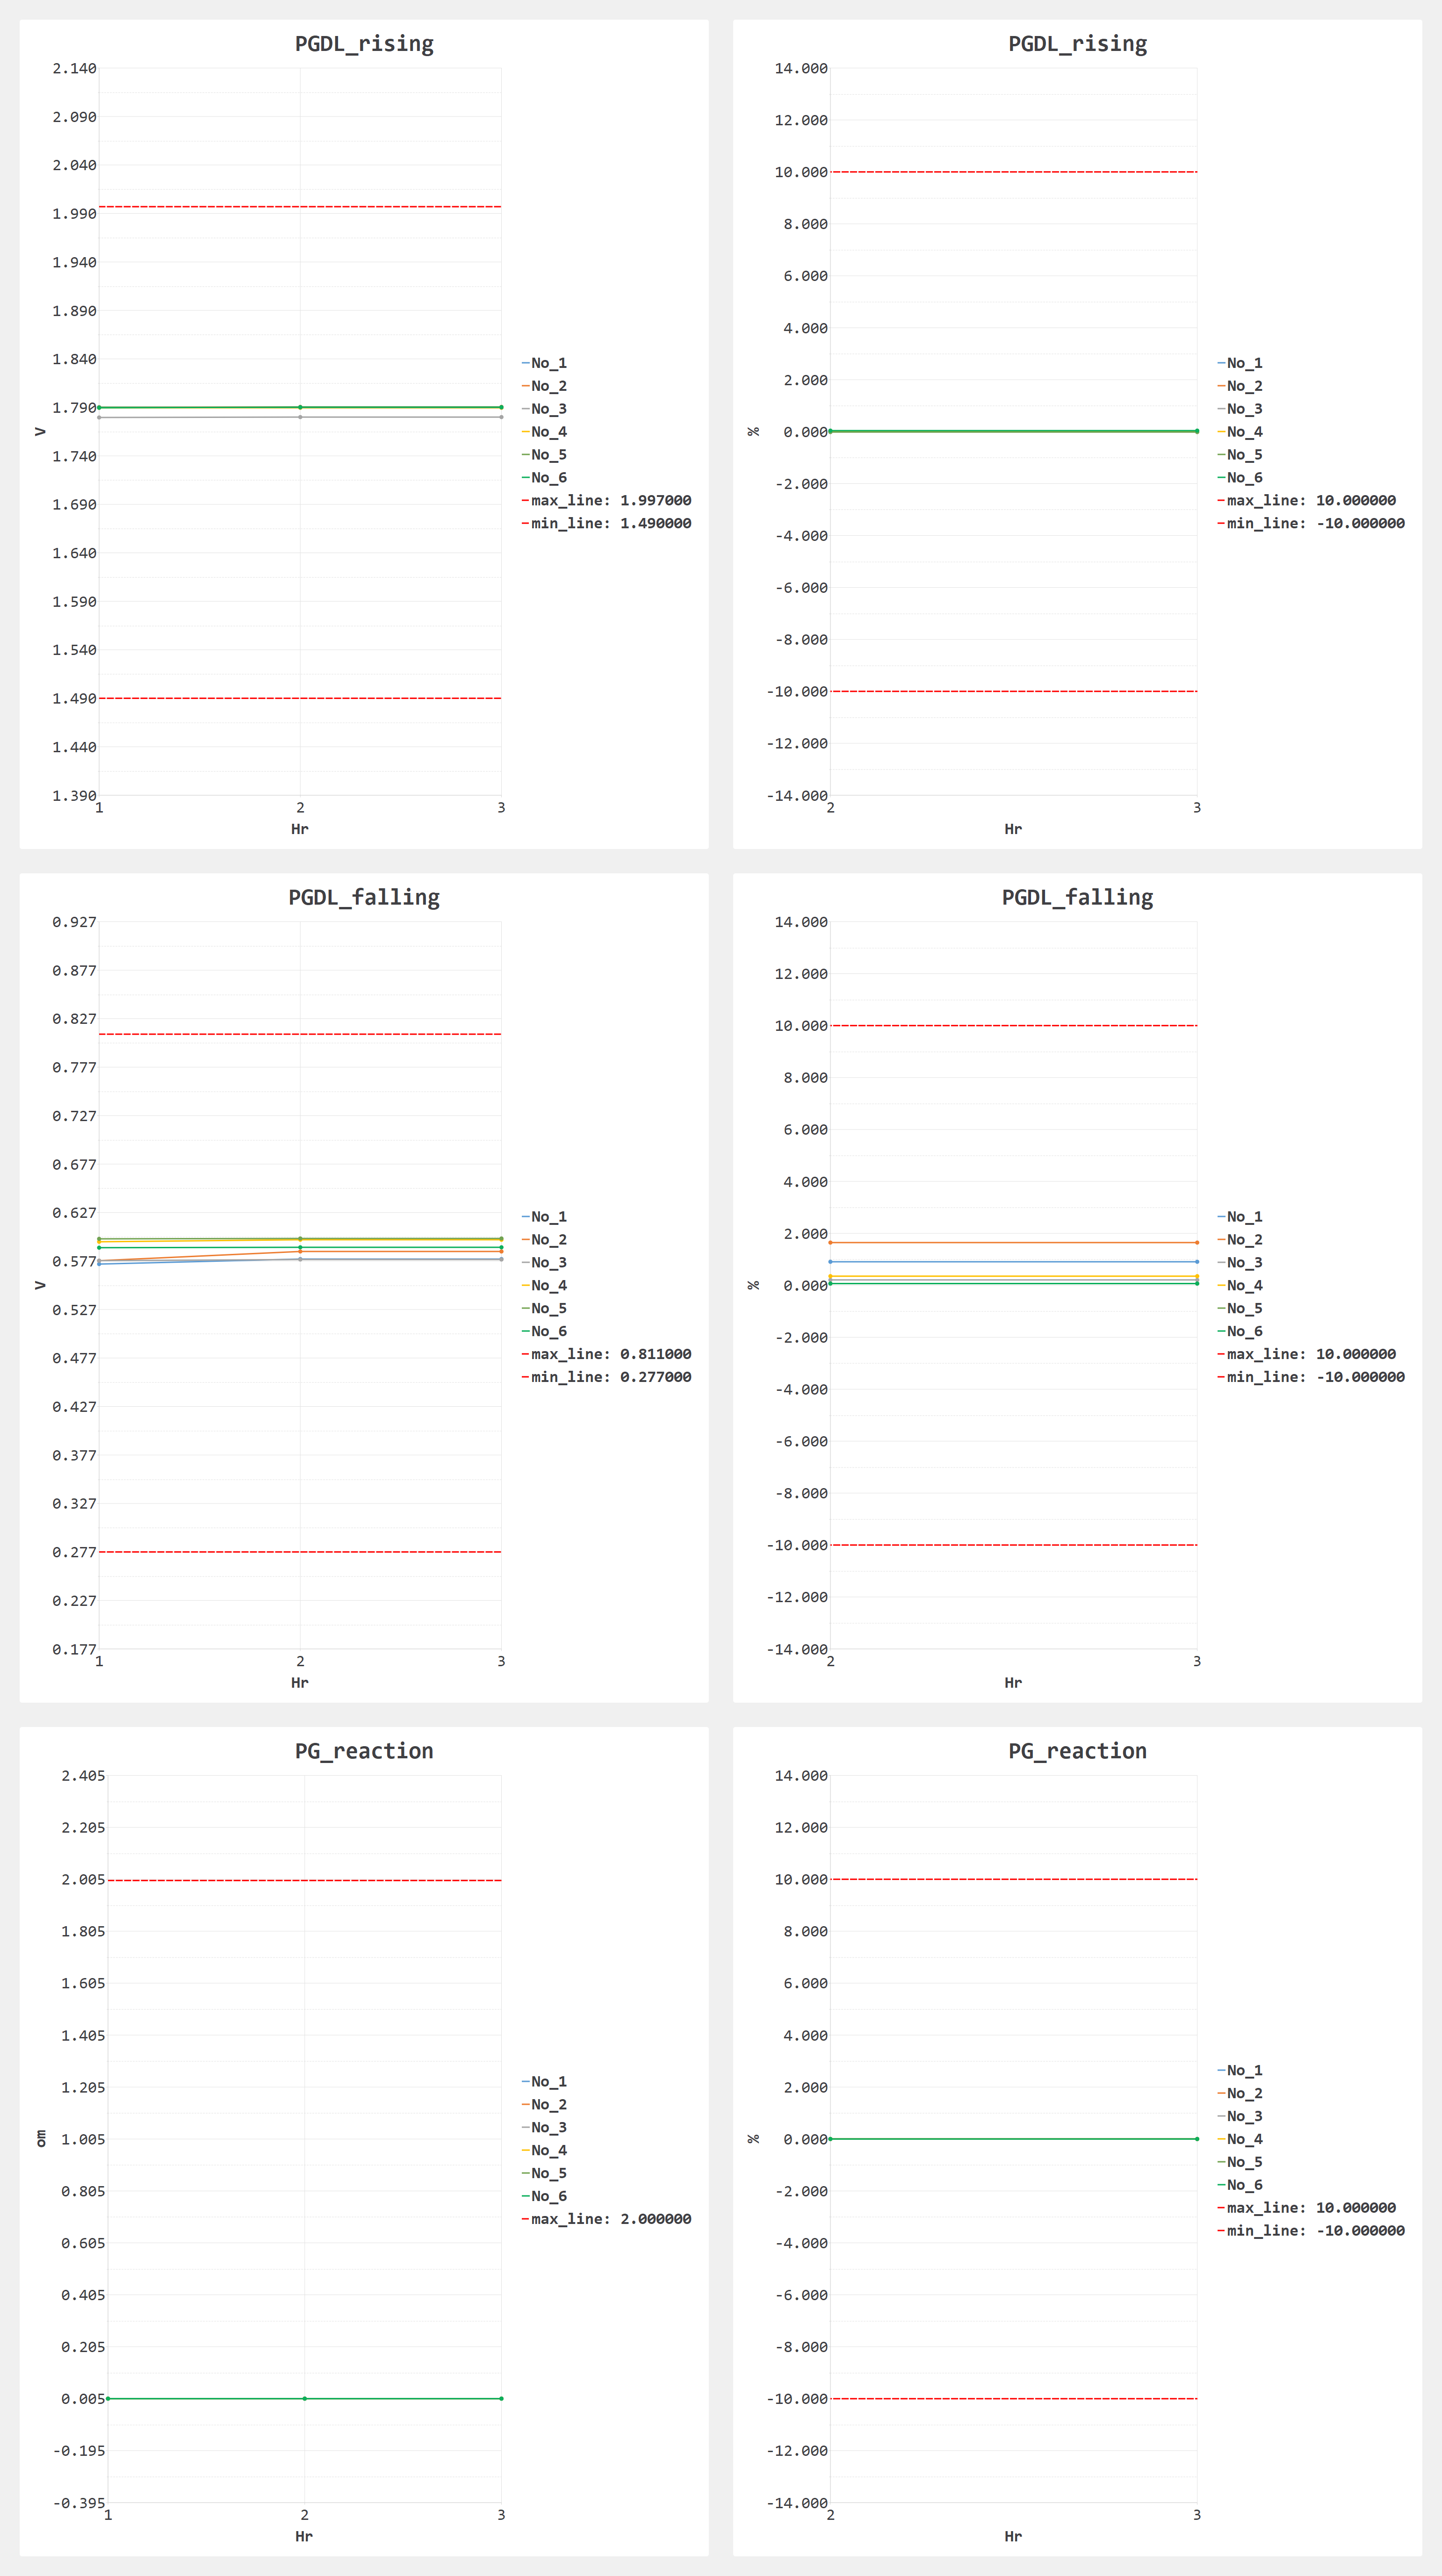 PGDL_rising
2.140
2.090
2.040
1.990
1.940
1.890
1.840
1.790
1.740
1.690
1.640
1.590
1.540
1.490
1.440
1.390
V
1 2 3
Hr
No_1
No_2
No_3
No_4
No_5
No_6
max_line: 1.997000
min_line: 1.490000
PGDL_rising
14.000
12.000
10.000
8.000
6.000
4.000
2.000
0.000
-2.000
-4.000
-6.000
-8.000
-10.000
-12.000
-14.000
%
2 3
Hr
No_1
No_2
No_3
No_4
No_5
No_6
max_line: 10.000000
min_line: -10.000000
PGDL_falling
0.927
0.877
0.827
0.777
0.727
0.677
0.627
0.577
0.527
0.477
0.427
0.377
0.327
0.277
0.227
0.177
V
1 2 3
Hr
No_1
No_2
No_3
No_4
No_5
No_6
max_line: 0.811000
min_line: 0.277000
PGDL_falling
14.000
12.000
10.000
8.000
6.000
4.000
2.000
0.000
-2.000
-4.000
-6.000
-8.000
-10.000
-12.000
-14.000
%
2 3
Hr
No_1
No_2
No_3
No_4
No_5
No_6
max_line: 10.000000
min_line: -10.000000
PG_reaction
2.405
2.205
2.005
1.805
1.605
1.405
1.205
1.005
0.805
0.605
0.405
0.205
0.005
-0.195
-0.395
om
1 2 3
Hr
No_1
No_2
No_3
No_4
No_5
No_6
max_line: 2.000000
PG_reaction
14.000
12.000
10.000
8.000
6.000
4.000
2.000
0.000
-2.000
-4.000
-6.000
-8.000
-10.000
-12.000
-14.000
%
2 3
Hr
No_1
No_2
No_3
No_4
No_5
No_6
max_line: 10.000000
min_line: -10.000000